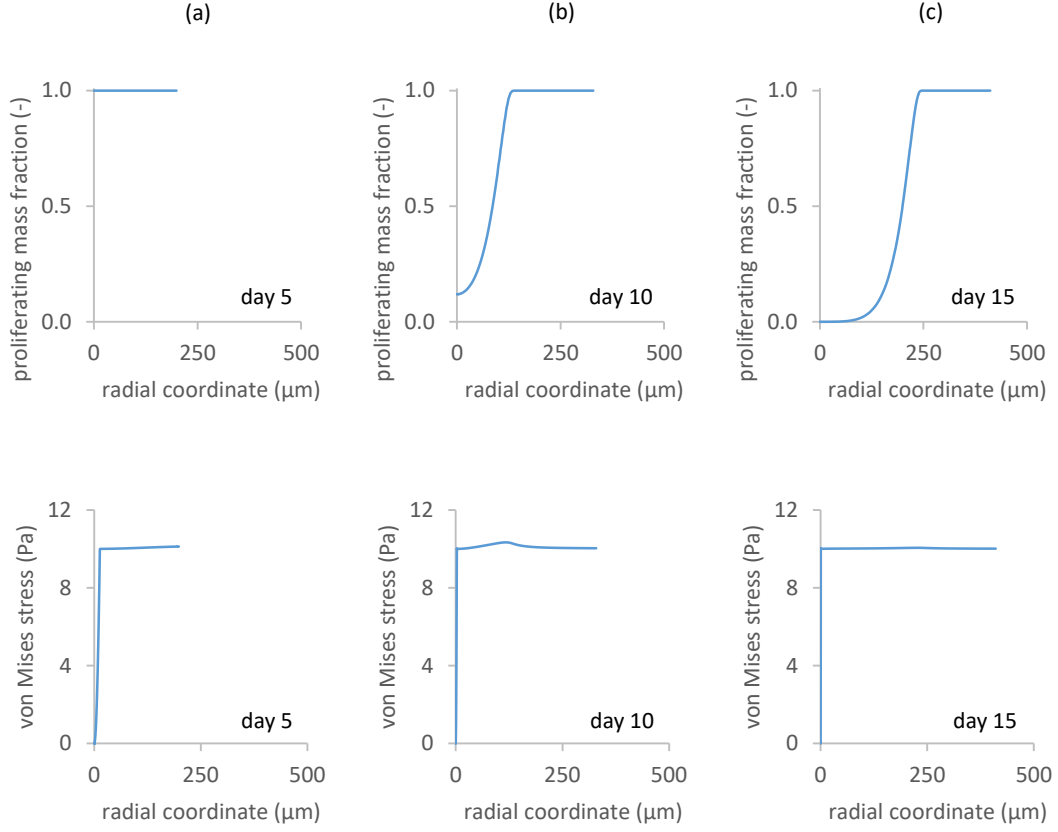 (a)
(b)
(c)
proliferating mass fraction (-)
1.0
0.5
0.0
day 5
0
250
500
radial coordinate (µm)
proliferating mass fraction (-)
1.0
0.5
0.0
day 10
0
250
500
radial coordinate (µm)
proliferating mass fraction (-)
1.0
0.5
0.0
day 15
0
250
500
radial coordinate (µm)
von Mises stress (Pa)
12
8
4
0
day 5
0
250
500
radial coordinate (µm)
von Mises stress (Pa)
12
8
4
0
day 10
0
250
500
radial coordinate (µm)
von Mises stress (Pa)
12
8
4
0
day 15
0
250
500
radial coordinate (µm)